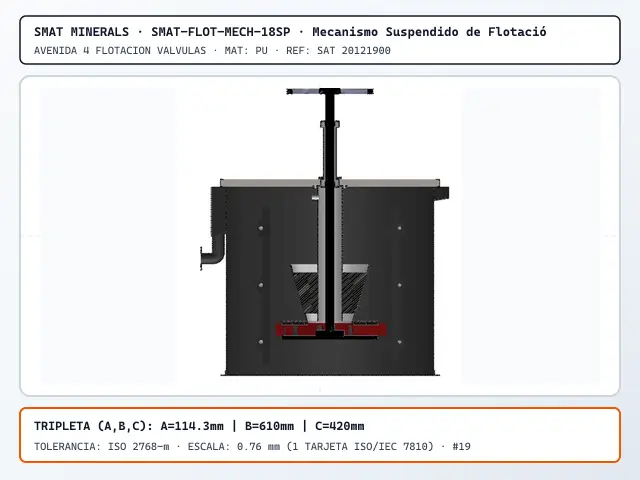 SMAT MINERALS · SMAT-FLOT-MECH-18SP · Mecanismo Suspendido de Flotació
AVENIDA 4 FLOTACION VALVULAS · MAT: PU · REF: SAT 20121900
TRIPLETA (A,B,C): A=114.3mm | B=610mm | C=420mm
TOLERANCIA: ISO 2768-m · ESCALA: 0.76 mm (1 TARJETA ISO/IEC 7810) · #19